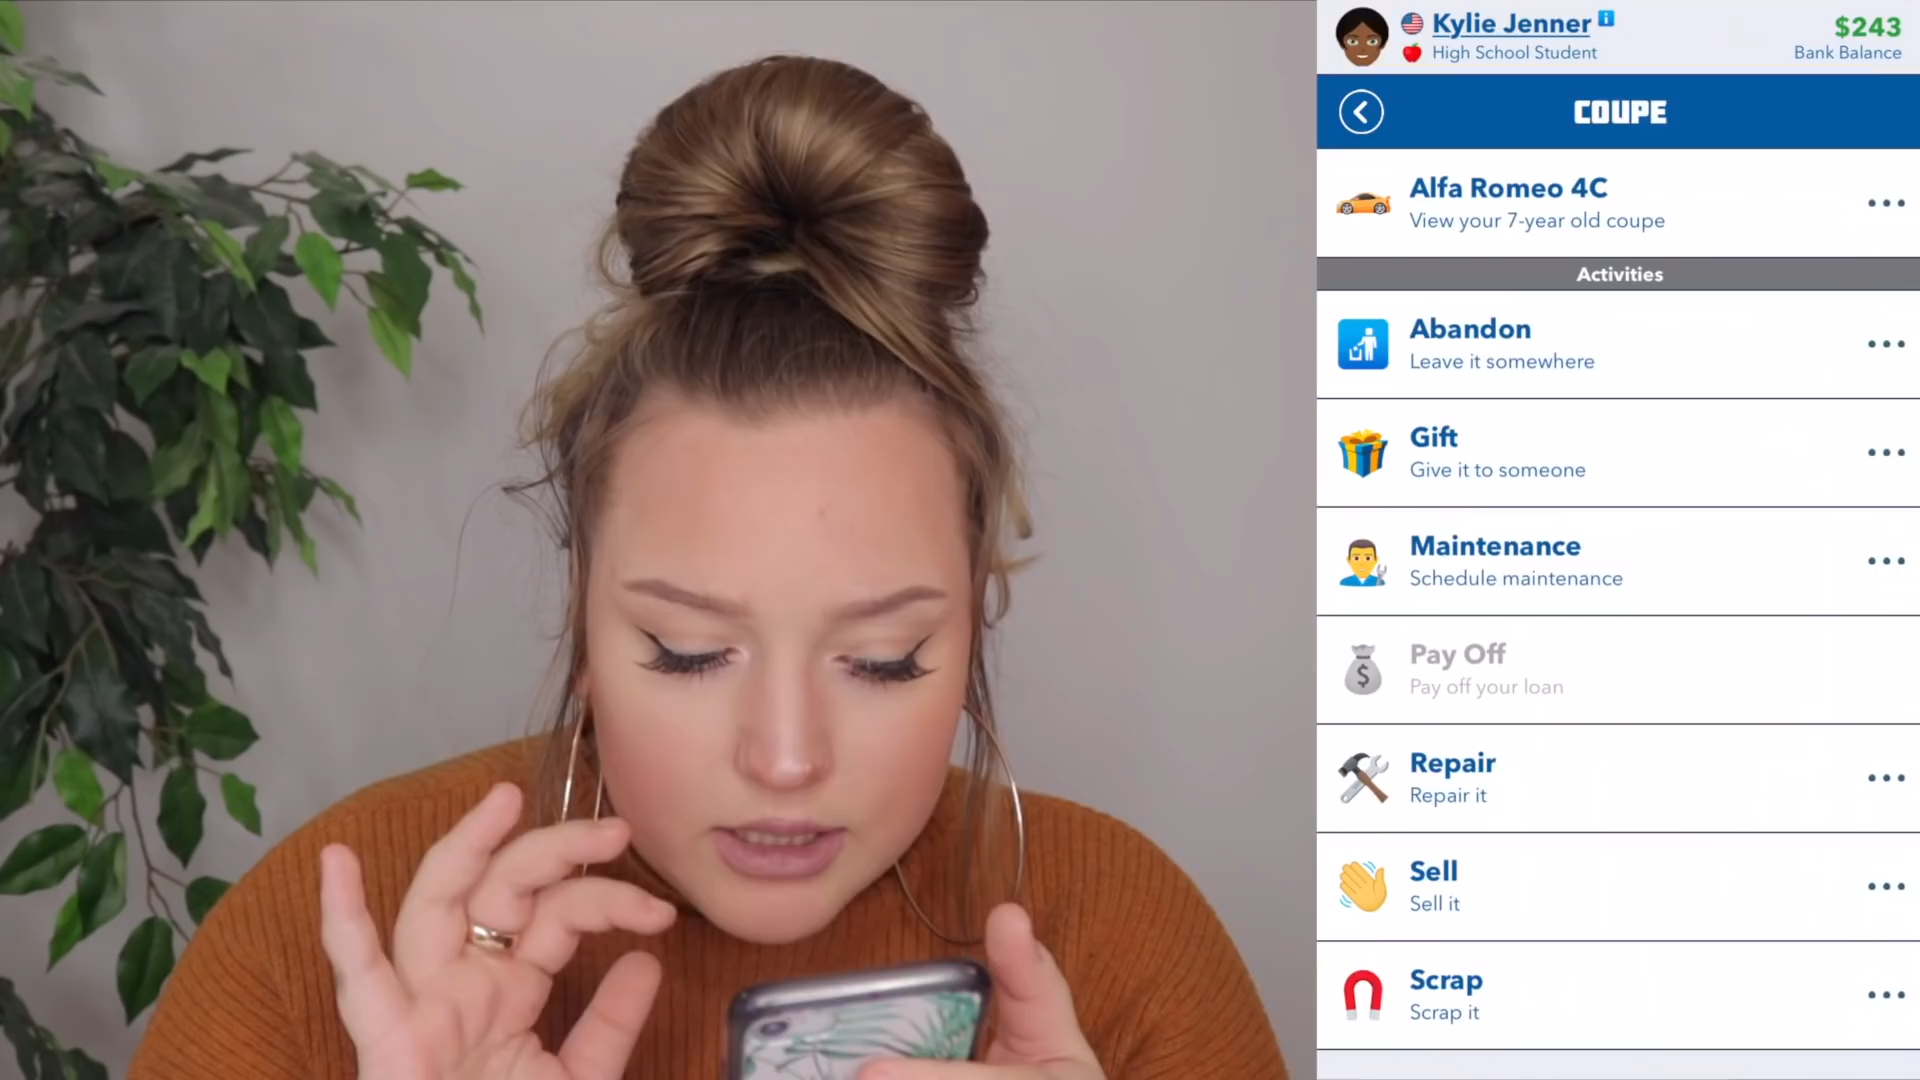 Kylie Jenner i
High School Student
$243
Bank Balance
COUPE
Alfa Romeo 4C
View your 7-year old coupe
Activities
Abandon
Leave it somewhere
Gift
Give it to someone
Maintenance
Schedule maintenance
$
Pay Off
Pay off your loan
Repair
Repair it
Sell
Sell it
Scrap
Scrap it